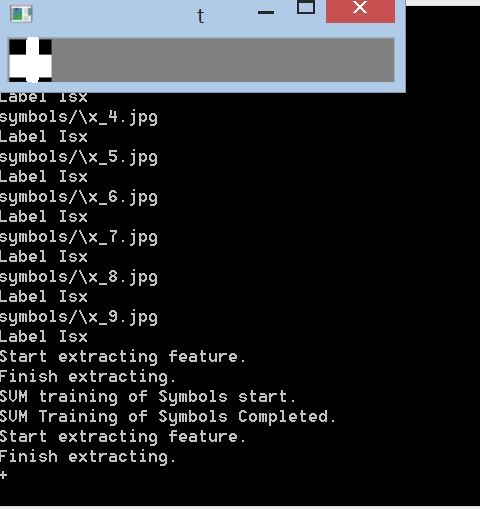 t
Label Isx
symbols/\x_4.jpg
Label Isx
symbols/\x_5.jpg
Label Isx
symbols/\x_6.jpg
Label Isx
symbols/\x_7.jpg
Label Isx
symbols/\x_8.jpg
Label Isx
symbols/\x_9.jpg
Label Isx
Start extracting feature.
Finish extracting.
SVM training of Symbols start.
SVM Training of Symbols Completed.
Start extracting feature.
Finish extracting.
+